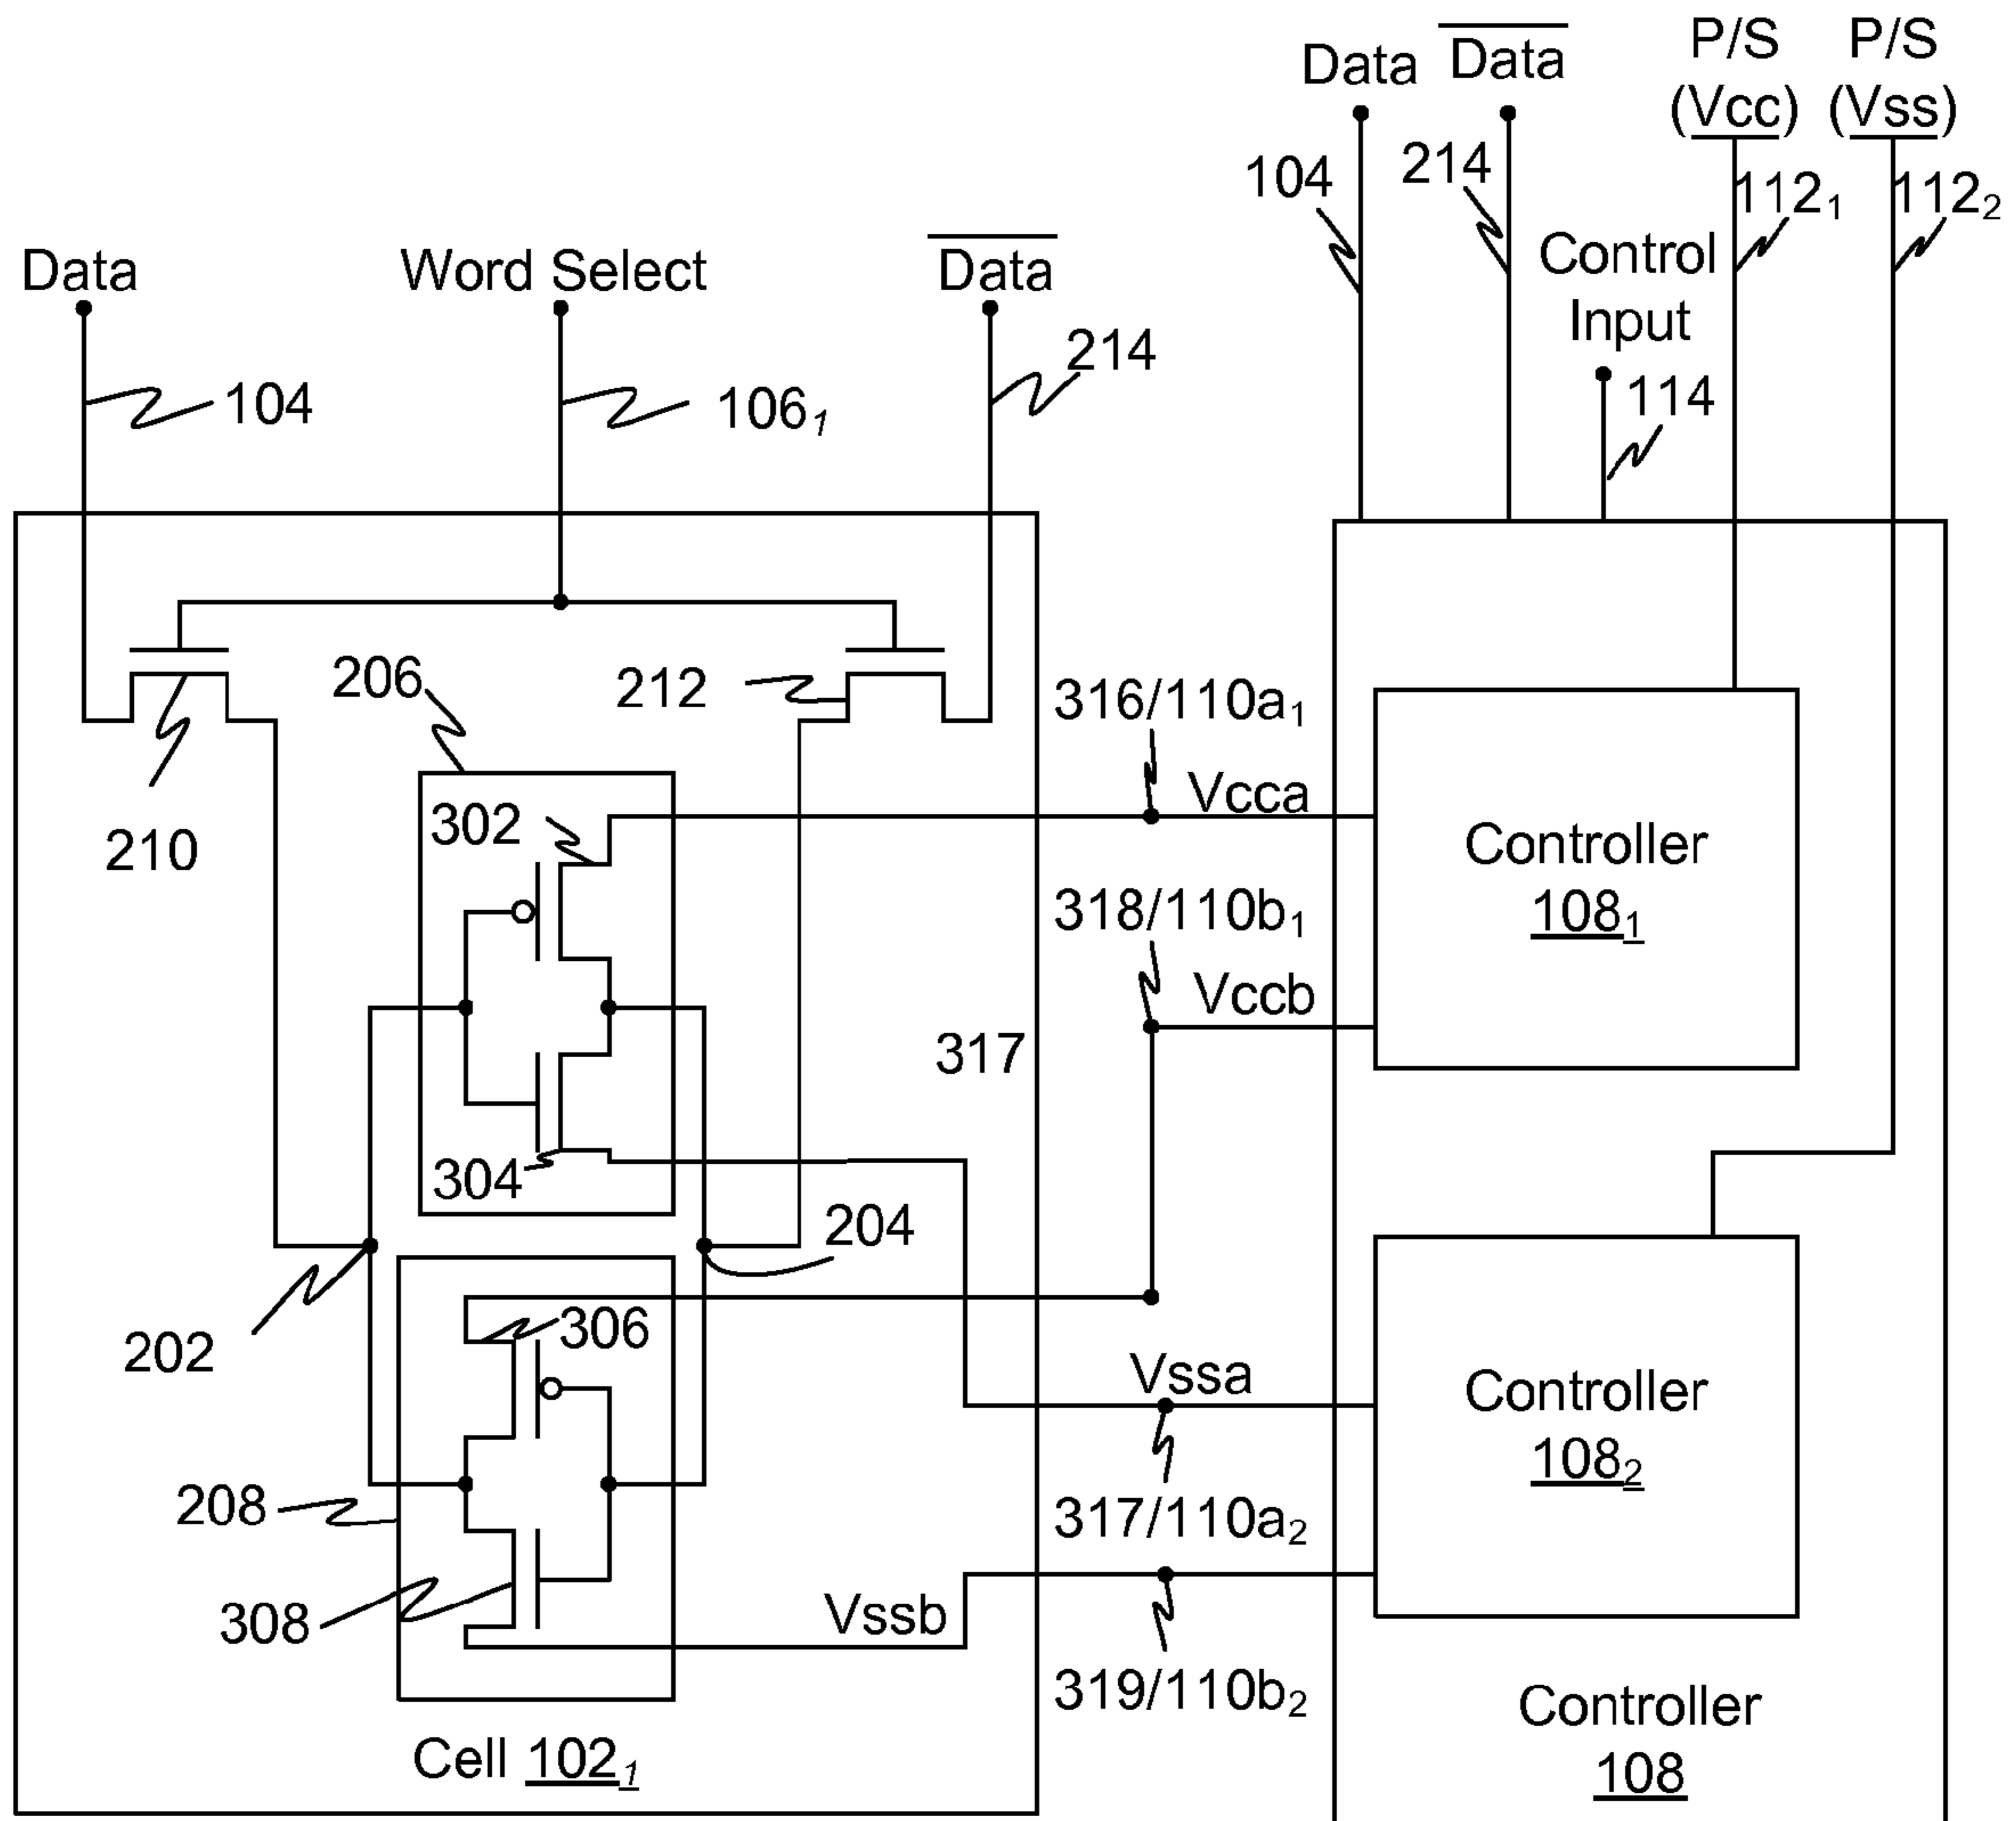 P/S P/S
Data Data (Vcc) (Vss)
104 214 112₁ 112₂
Control
Input
114
Data Word Select Data
104 106₁ 214
206 212
316/110a₁
Vcca
210 302
Controller
108₁
318/110b₁
Vccb
317
304
204
202
306
Vssa
Controller
108₂
208
317/110a₂
308
Vssb
319/110b₂
Cell 102₁
Controller
108